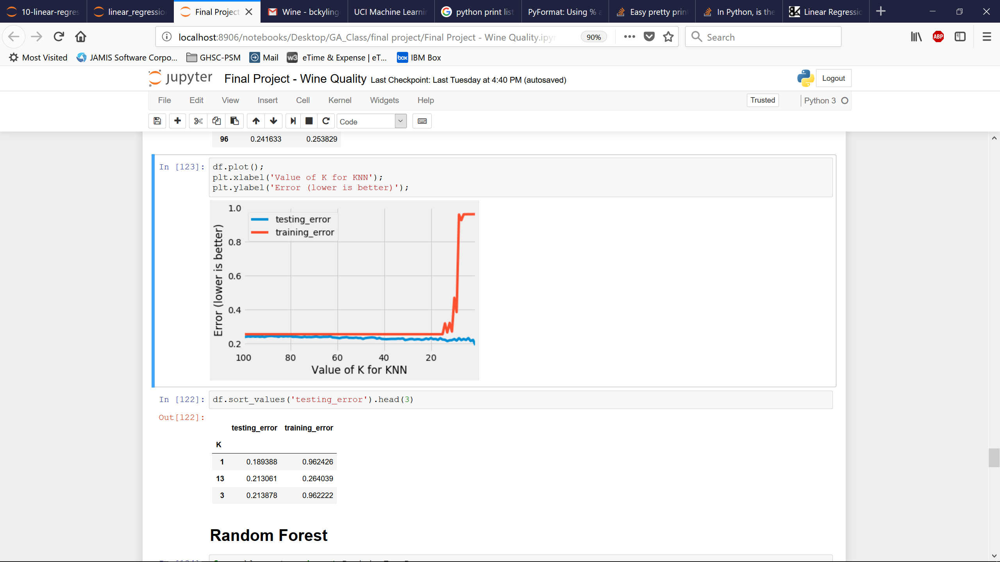 10-linear-regres
linear_regressio
Final Project
Wine - bckyling
UCI Machine Learni
python print list
PyFormat: Using %
Easy pretty prin
In Python, is the
Linear Regressio
localhost:8906/notebooks/Desktop/GA_Class/final project/Final Project - Wine Quality.ipy
90%
Search
ABP
Most Visited
JAMIS Software Corpo...
GHSC-PSM
Mail
w3
eTime & Expense | eT...
box
IBM Box
jupyter
Final Project - Wine Quality Last Checkpoint: Last Tuesday at 4:40 PM (autosaved)
Logout
File Edit View Insert Cell Kernel Widgets Help
Trusted
Python 3
Code
96 0.241633 0.253829
In [123]: df.plot();
plt.xlabel('Value of K for KNN');
plt.ylabel('Error (lower is better)');
1.0
testing_error
training_error
0.8
0.6
0.4
0.2
Error (lower is better)
100 80 60 40 20
Value of K for KNN
In [122]: df.sort_values('testing_error').head(3)
Out[122]:
testing_error training_error
K
1 0.189388 0.962426
13 0.213061 0.264039
3 0.213878 0.962222
Random Forest